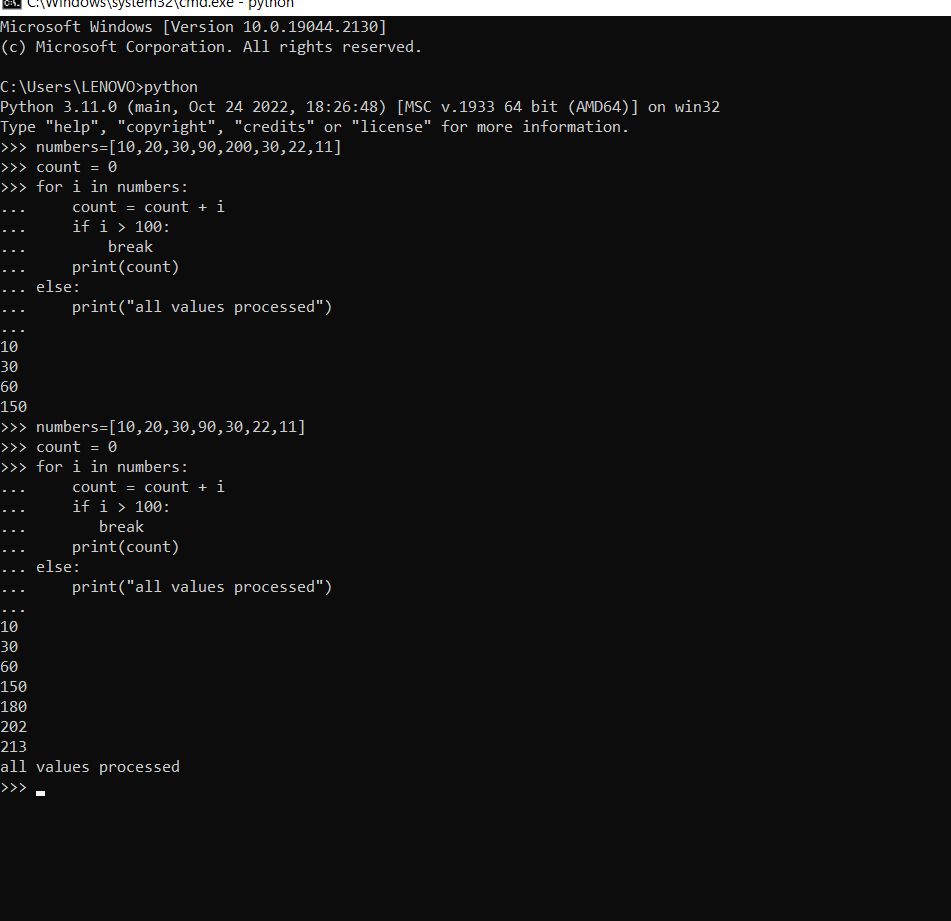 C:\Windows\system32\cmd.exe - python
Microsoft Windows [Version 10.0.19044.2130]
(c) Microsoft Corporation. All rights reserved.

C:\Users\LENOVO>python
Python 3.11.0 (main, Oct 24 2022, 18:26:48) [MSC v.1933 64 bit (AMD64)] on win32
Type "help", "copyright", "credits" or "license" for more information.
>>> numbers=[10,20,30,90,200,30,22,11]
>>> count = 0
>>> for i in numbers:
...     count = count + i
...     if i > 100:
...         break
...     print(count)
... else:
...     print("all values processed")
...
10
30
60
150
>>> numbers=[10,20,30,90,30,22,11]
>>> count = 0
>>> for i in numbers:
...     count = count + i
...     if i > 100:
...        break
...     print(count)
... else:
...     print("all values processed")
...
10
30
60
150
180
202
213
all values processed
>>>